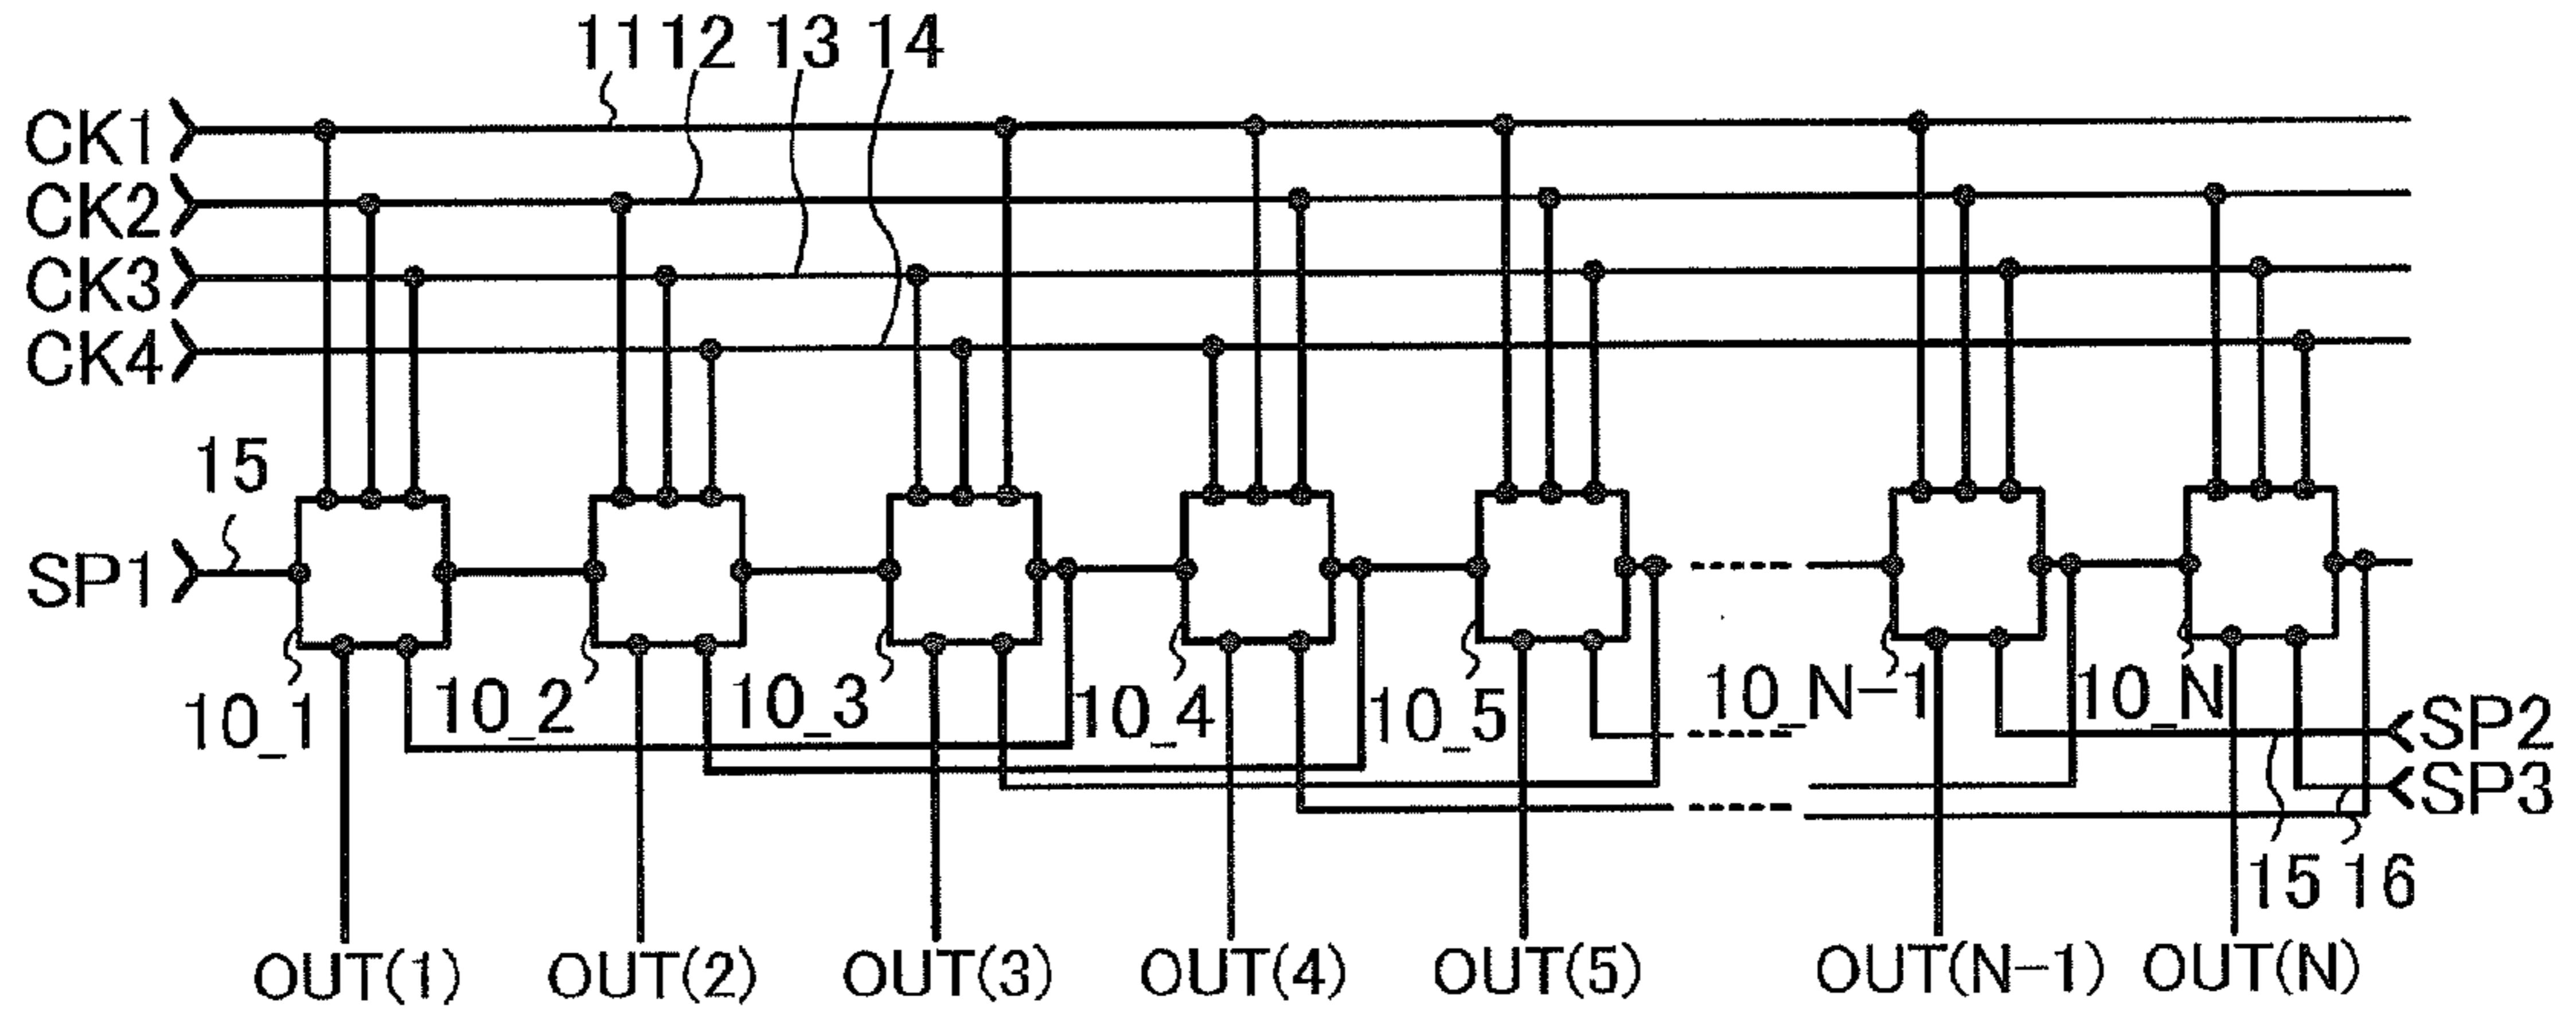 11 12 13 14
CK1
CK2
CK3
CK4
15
SP1
10_1 10_2 10_3 10_4 10_5 10_N-1 10_N
SP2
SP3
15 16
OUT(1) OUT(2) OUT(3) OUT(4) OUT(5) OUT(N-1) OUT(N)